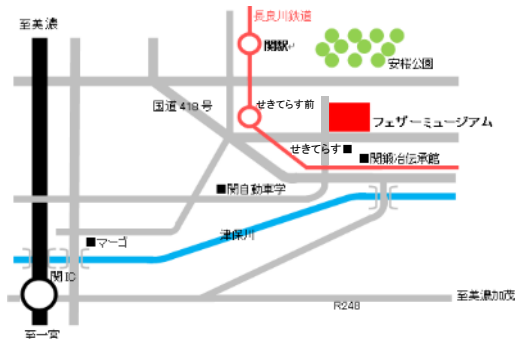 長良川鉄道
至美濃
関駅
安桜公園
国道418号
せきてらす前
フェザーミュージアム
せきてらす■
■関鍛冶伝承館
■関自動車学
■マーゴ
津保川
関IC
至美濃加茂
R248
至一宮